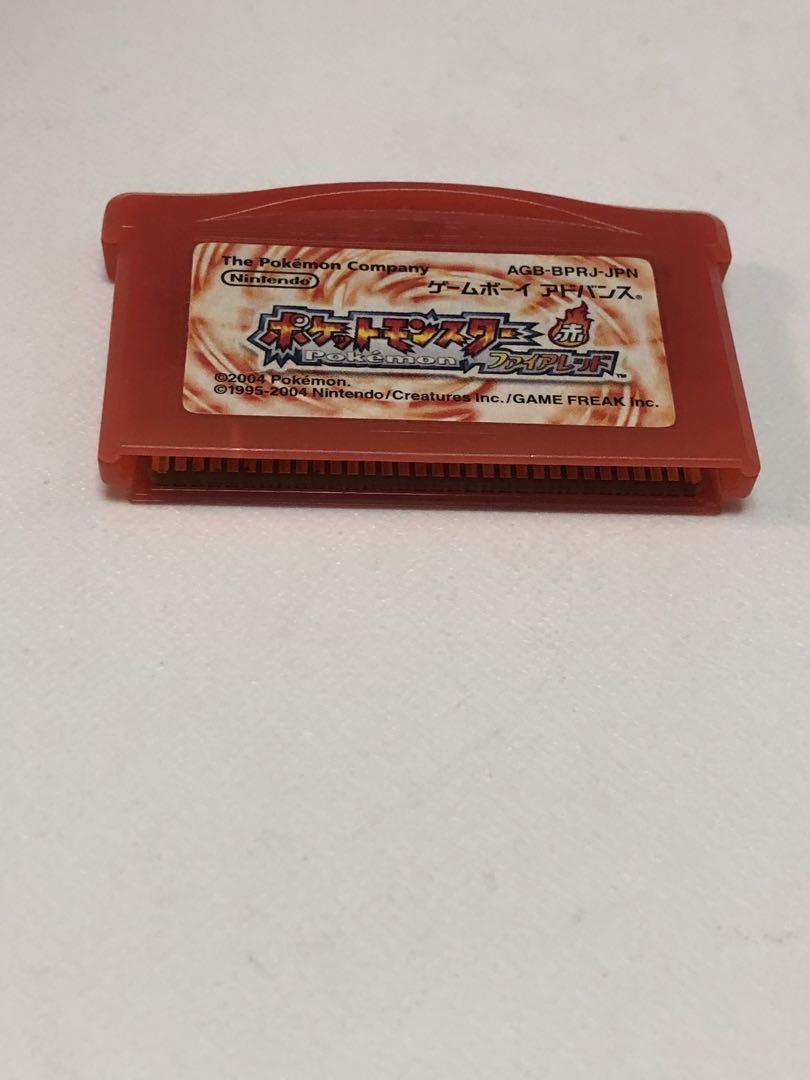 The Pokémon Company
AGB-BPRJ-JPN
Nintendo®
ゲームボーイ アドバンス®
ポケットモンスター 赤
Pokémon ファイアレッド™
©2004 Pokémon.
©1995-2004 Nintendo/Creatures Inc./GAME FREAK inc.